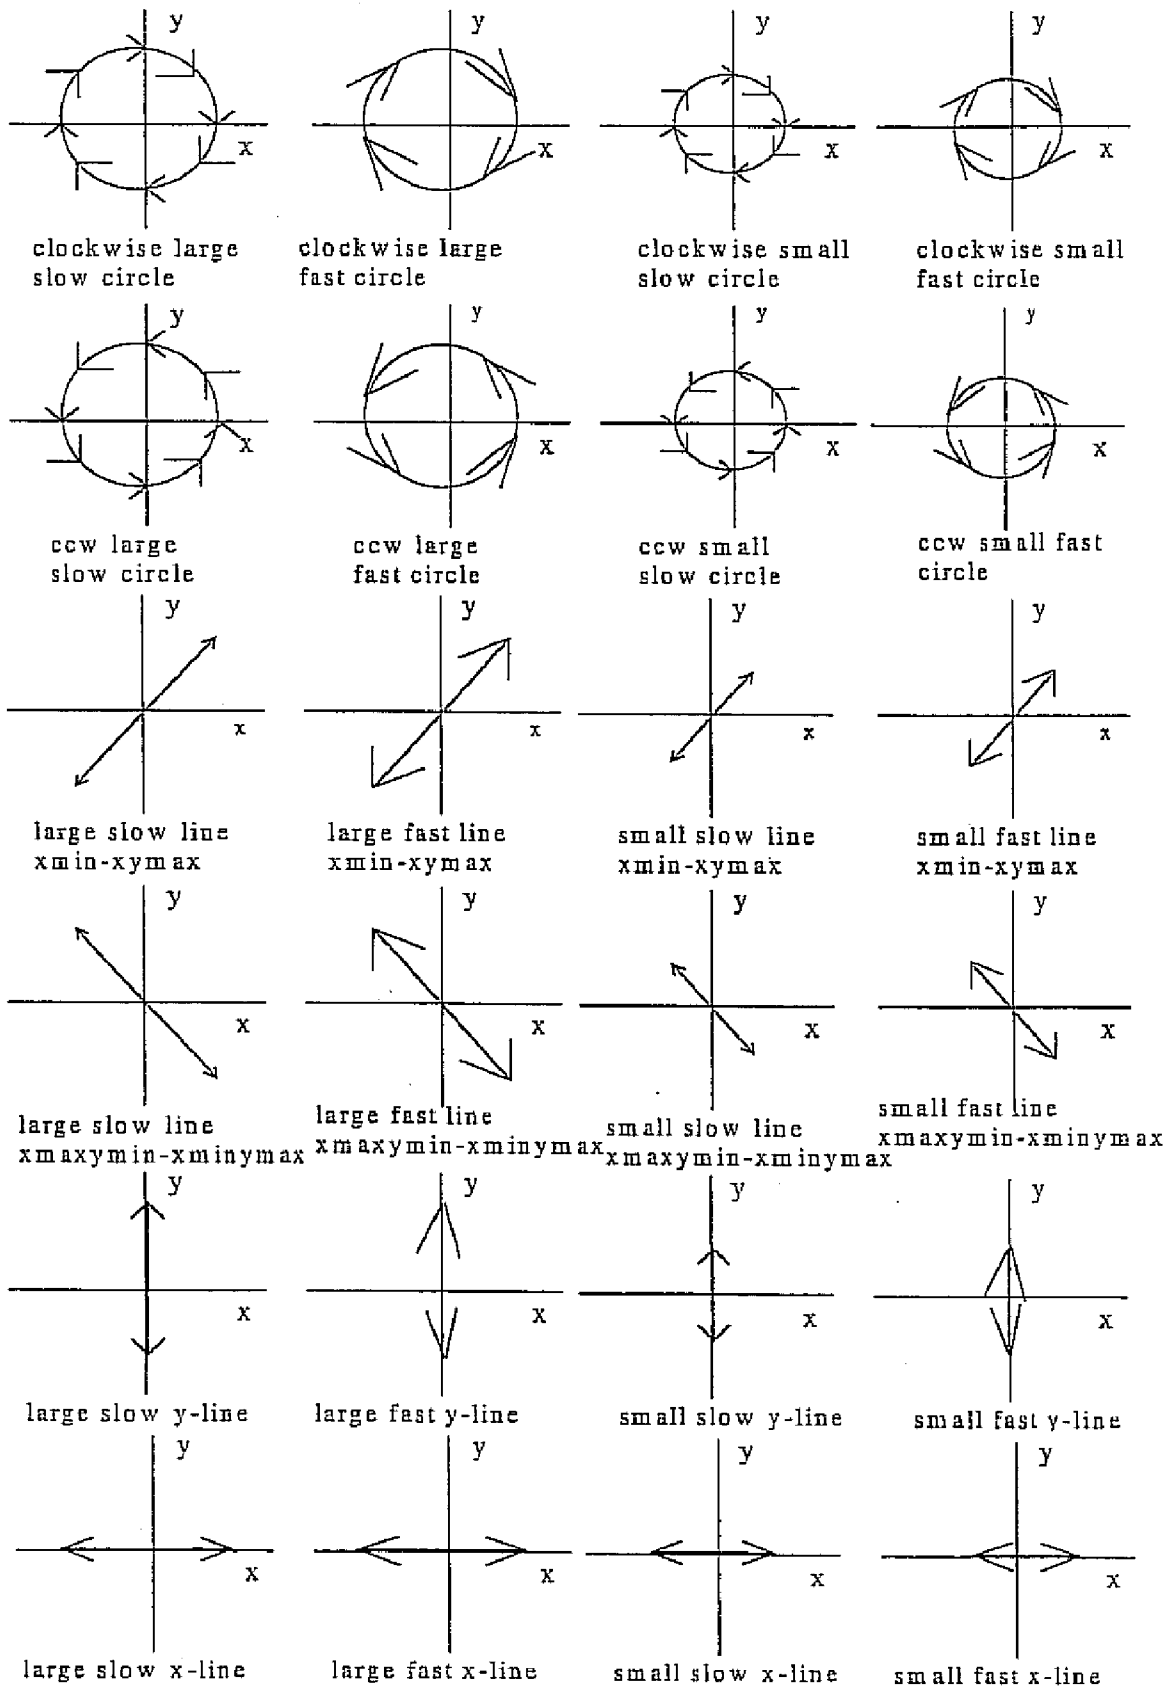 y y y y
x x x x
clockwise large
slow circle
clockwise large
fast circle
clockwise small
slow circle
clockwise small
fast circle
y y y y
x x x x
ccw large
slow circle
ccw large
fast circle
ccw small
slow circle
ccw small fast
circle
y y y y
x x x x
large slow line
xmin-xymax
large fast line
xmin-xymax
small slow line
xmin-xymax
small fast line
xmin-xymax
y y y y
x x x x
large slow line
xmaxymin-xminymax
large fast line
xmaxymin-xminymax
small slow line
xmaxymin-xminymax
small fast line
xmaxymin-xminymax
y y y y
x x x x
large slow y-line
large fast y-line
small slow y-line
small fast y-line
y y y y
x x x x
large slow x-line
large fast x-line
small slow x-line
small fast x-line